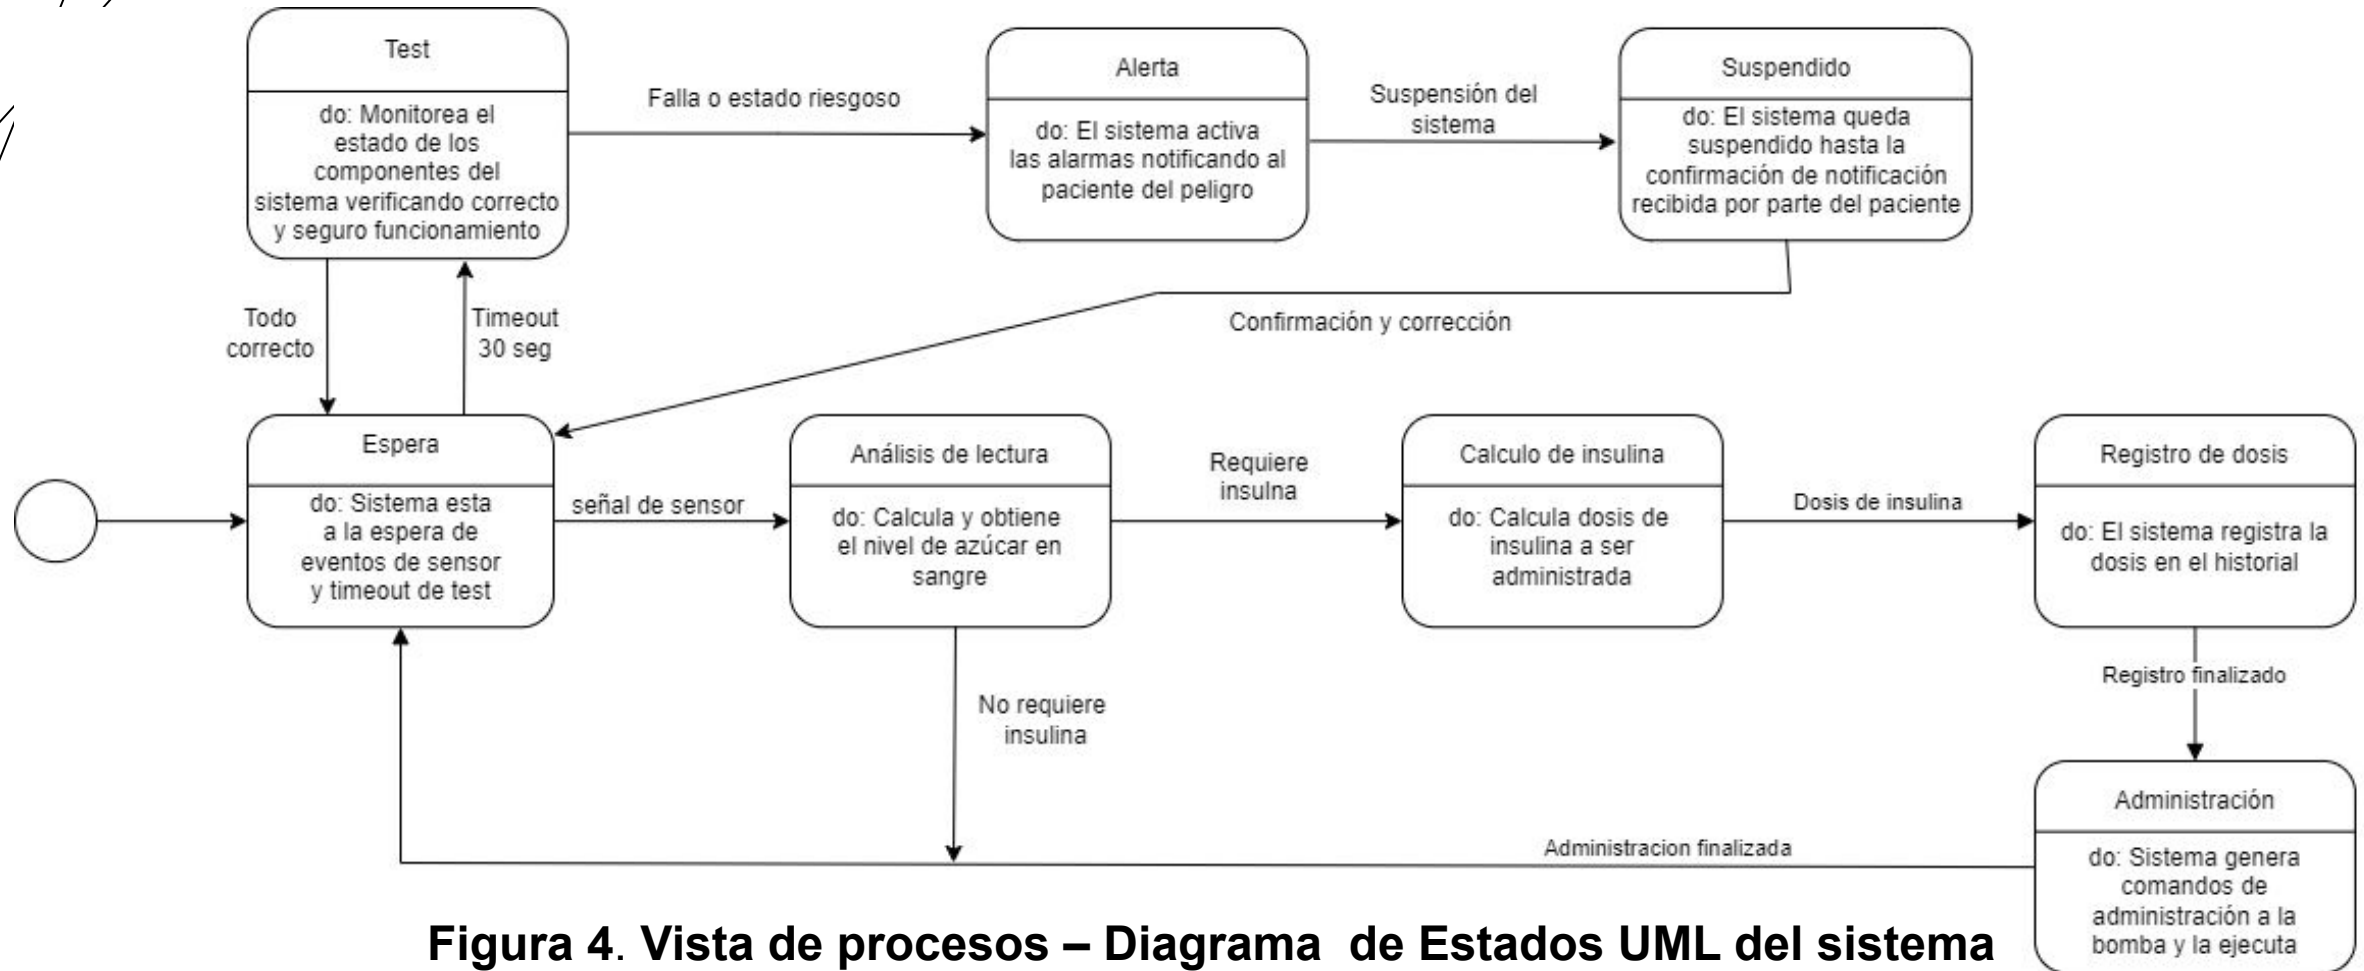 Test
do: Monitorea el
estado de los
componentes del
sistema verificando correcto
y seguro funcionamiento
Falla o estado riesgoso
Alerta
do: El sistema activa
las alarmas notificando al
paciente del peligro
Suspensión del
sistema
Suspendido
do: El sistema queda
suspendido hasta la
confirmación de notificación
recibida por parte del paciente
Todo
correcto
Timeout
30 seg
Confirmación y corrección
Espera
do: Sistema esta
a la espera de
eventos de sensor
y timeout de test
señal de sensor
Análisis de lectura
do: Calcula y obtiene
el nivel de azúcar en
sangre
Requiere
insulna
Calculo de insulina
do: Calcula dosis de
insulina a ser
administrada
Dosis de insulina
Registro de dosis
do: El sistema registra la
dosis en el historial
No requiere
insulina
Registro finalizado
Administracion finalizada
Administración
do: Sistema genera
comandos de
administración a la
bomba y la ejecuta
Figura 4. Vista de procesos – Diagrama de Estados UML del sistema